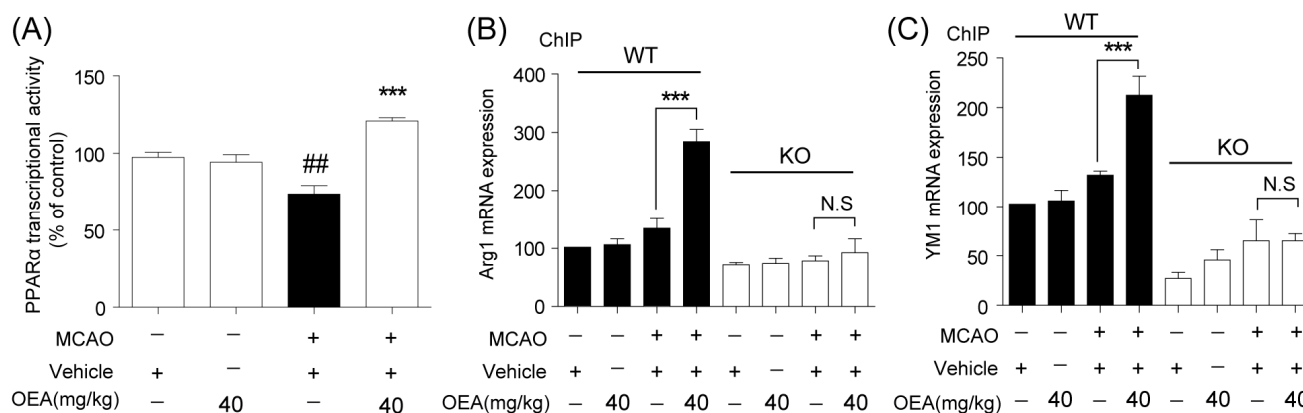 (A)
PPARα transcriptional activity
(% of control)
150
100
50
0
##
***
MCAO – – + +
Vehicle + – + +
OEA(mg/kg) – 40 – 40
(B)
ChIP
WT
Arg1 mRNA expression
400
300
200
100
0
***
KO
N.S
MCAO – – + + – – + +
Vehicle + – + + + – + +
OEA(mg/kg) – 40 – 40 – 40 – 40
(C)
ChIP
WT
YM1 mRNA expression
250
200
150
100
50
0
***
KO
N.S
MCAO – – + + – – + +
Vehicle + – + + + – + +
OEA(mg/kg) – 40 – 40 – 40 – 40